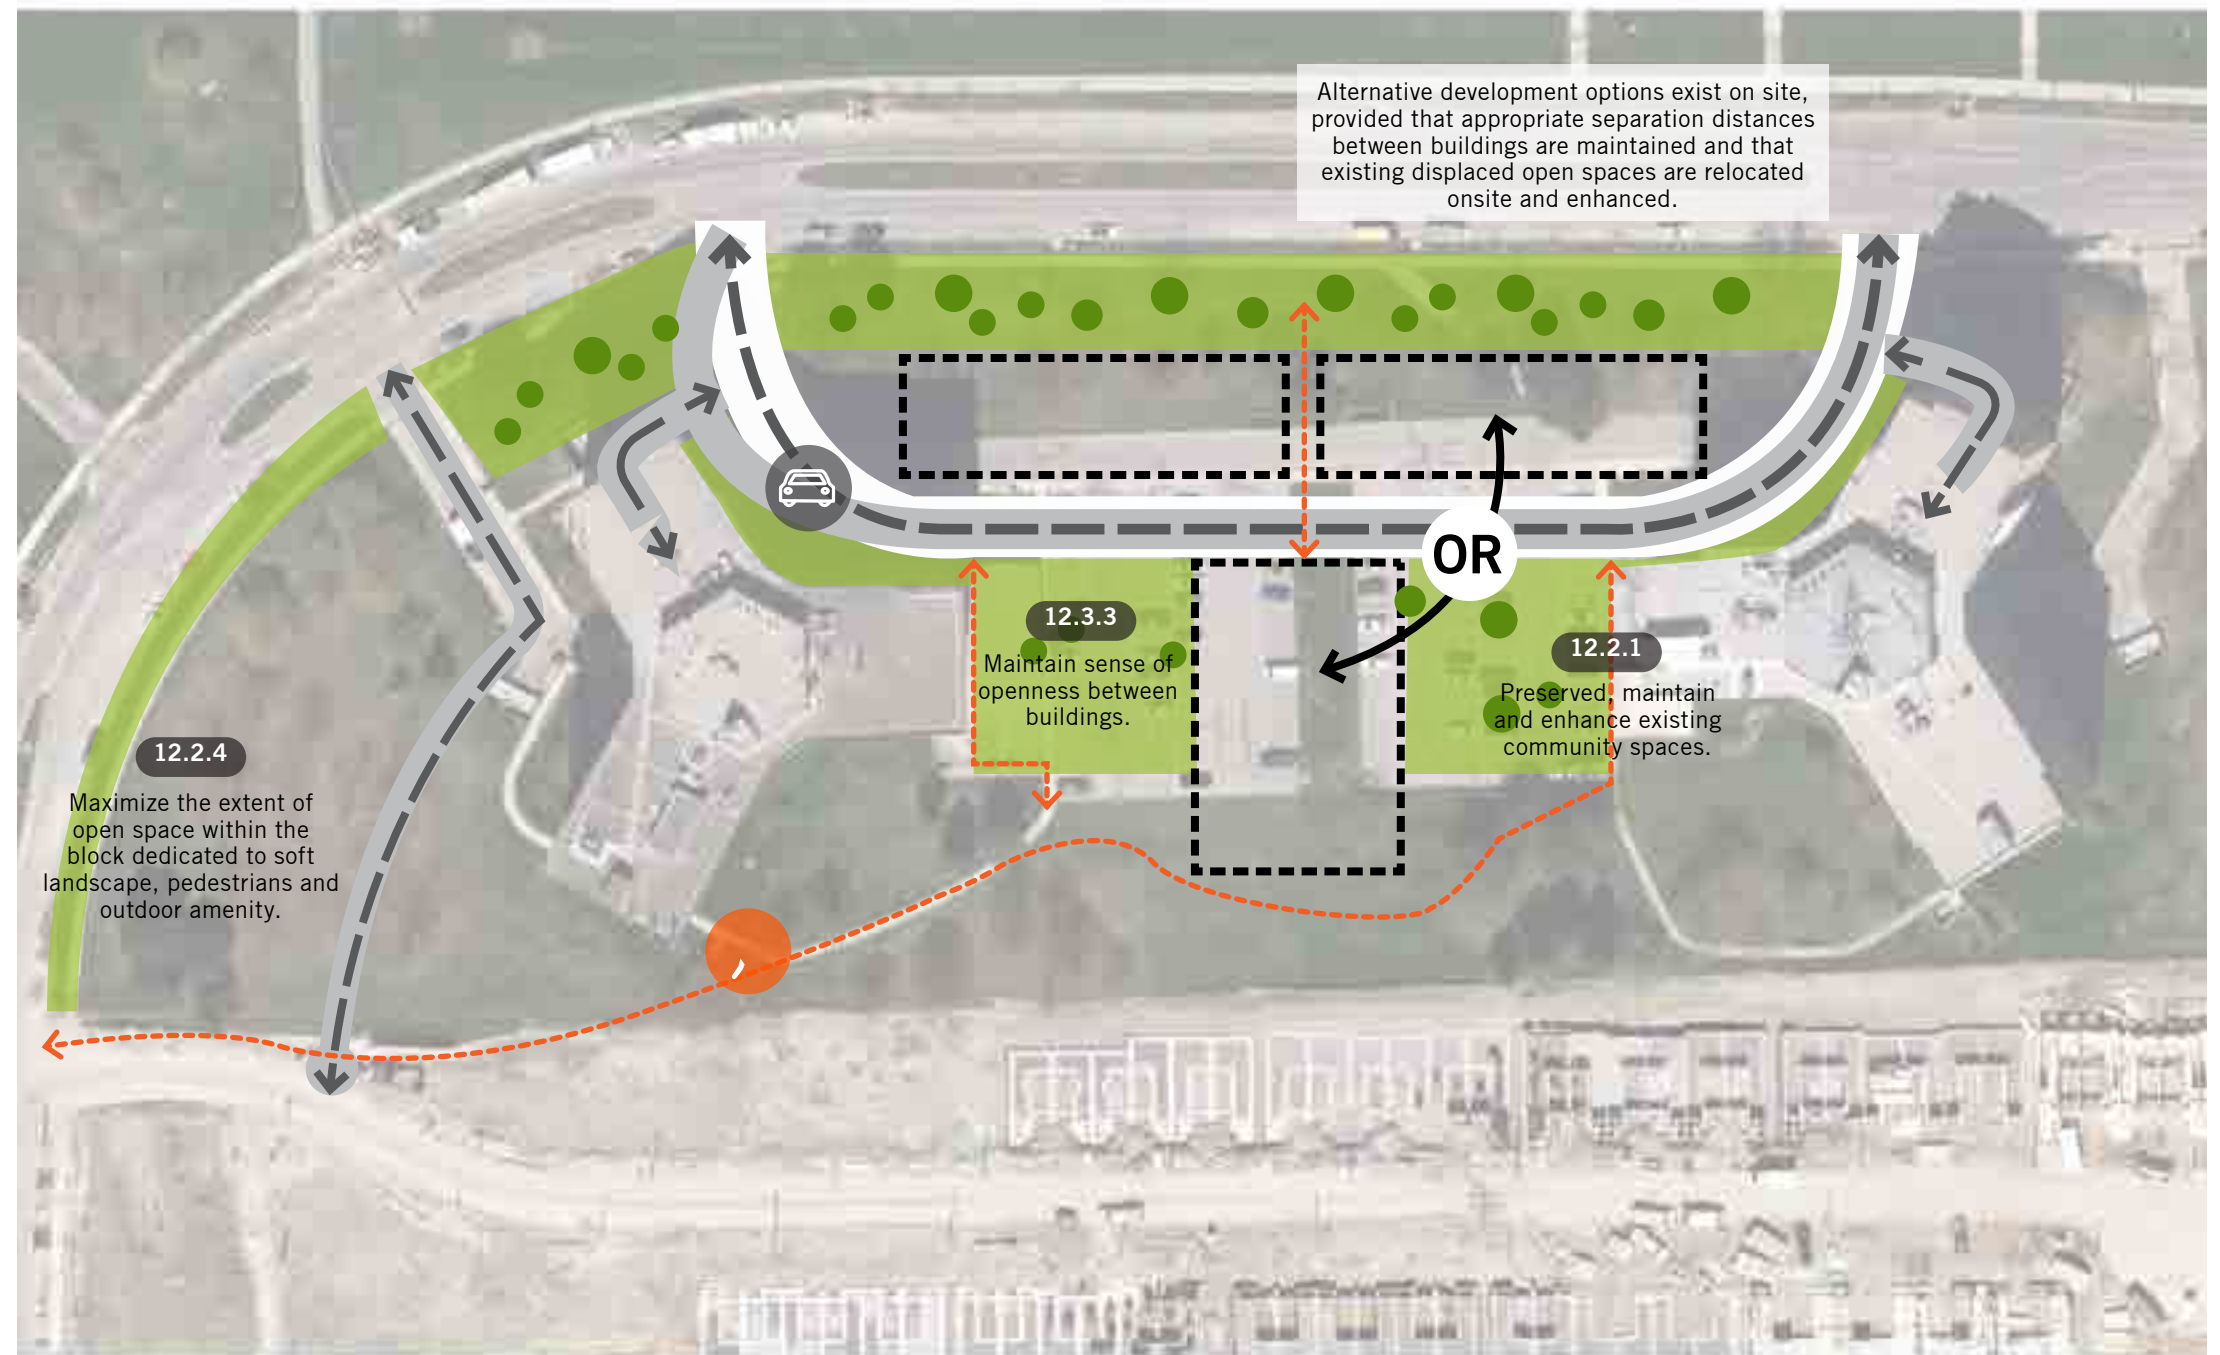 Alternative development options exist on site,
provided that appropriate separation distances
between buildings are maintained and that
existing displaced open spaces are relocated
onsite and enhanced.
OR
12.3.3
Maintain sense of
openness between
buildings.
12.2.1
Preserved, maintain
and enhance existing
community spaces.
12.2.4
Maximize the extent of
open space within the
block dedicated to soft
landscape, pedestrians and
outdoor amenity.